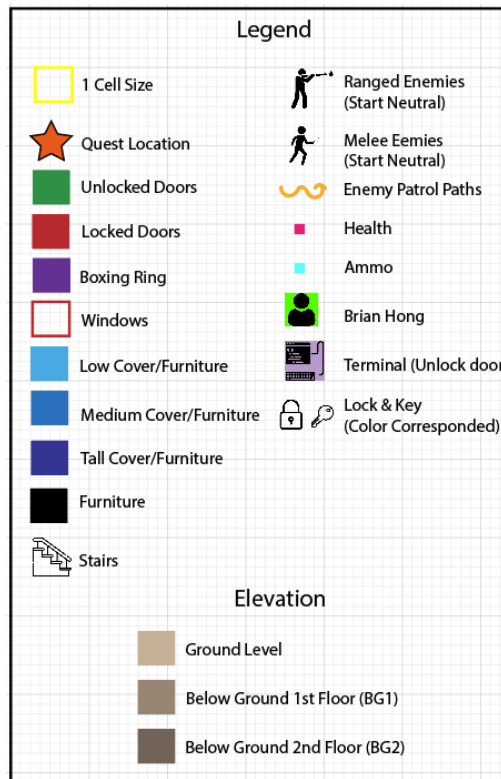 Legend
1 Cell Size
Quest Location
Unlocked Doors
Locked Doors
Boxing Ring
Windows
Low Cover/Furniture
Medium Cover/Furniture
Tall Cover/Furniture
Furniture
Stairs
Ranged Enemies
(Start Neutral)
Melee Eemies
(Start Neutral)
Enemy Patrol Paths
Health
Ammo
Brian Hong
Terminal (Unlock door
Lock & Key
(Color Corresponded)
Elevation
Ground Level
Below Ground 1st Floor (BG1)
Below Ground 2nd Floor (BG2)